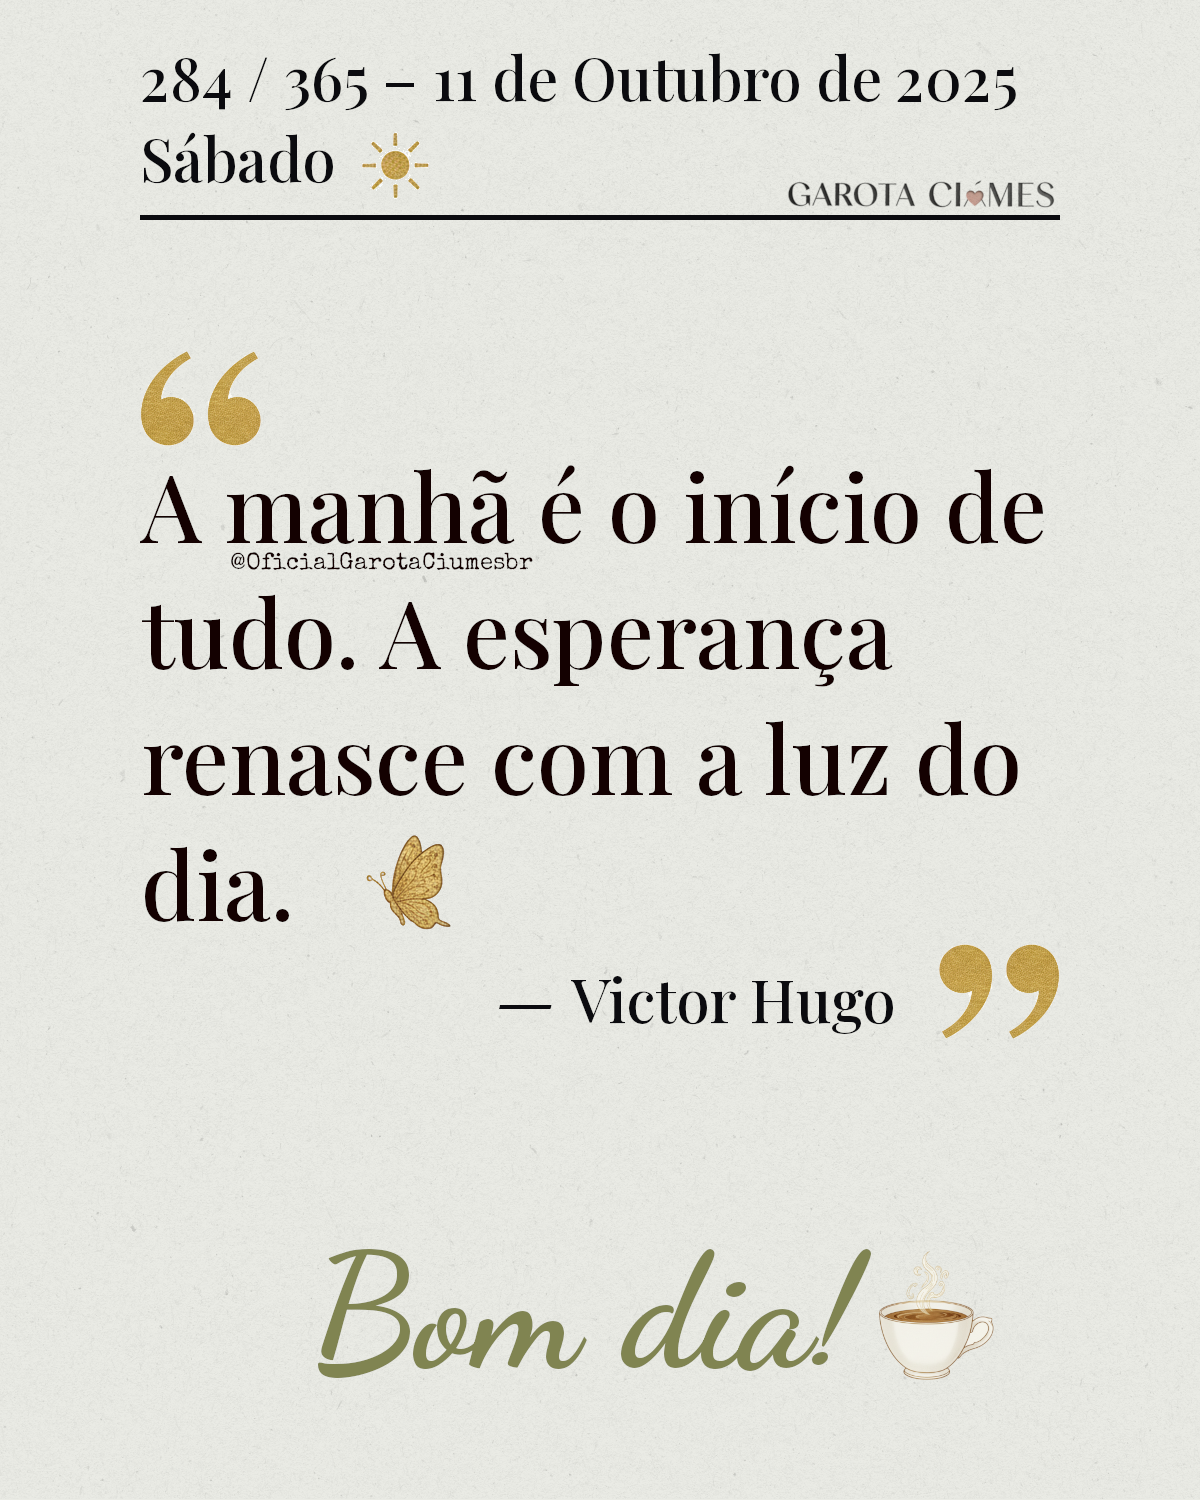 284 / 365 – 11 de Outubro de 2025
Sábado
GAROTA CIÚMES
“
A manhã é o início de
@OficialGarotaCiumesbr
tudo. A esperança
renasce com a luz do
dia.
— Victor Hugo ”
Bom dia!